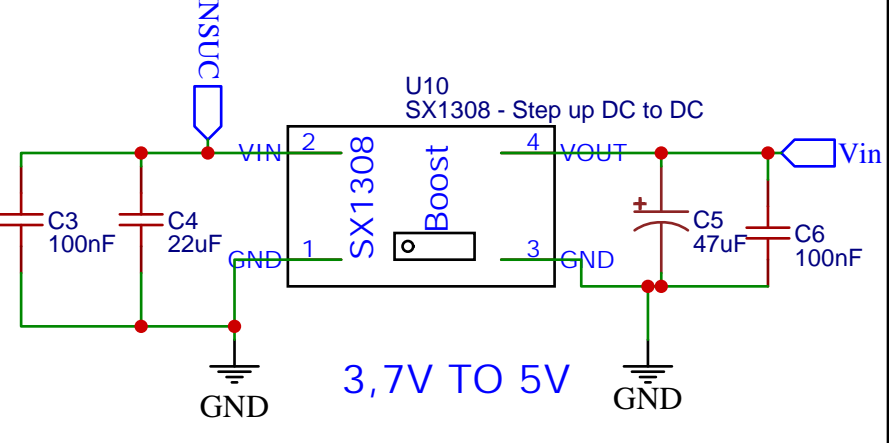 NSUC
U10
SX1308 - Step up DC to DC
VIN
2
SX1308
Boost
4
VOUT
Vin
C3
100nF
C4
22uF
GND
1
3
GND
C5
47uF
C6
100nF
3,7V TO 5V
GND
GND